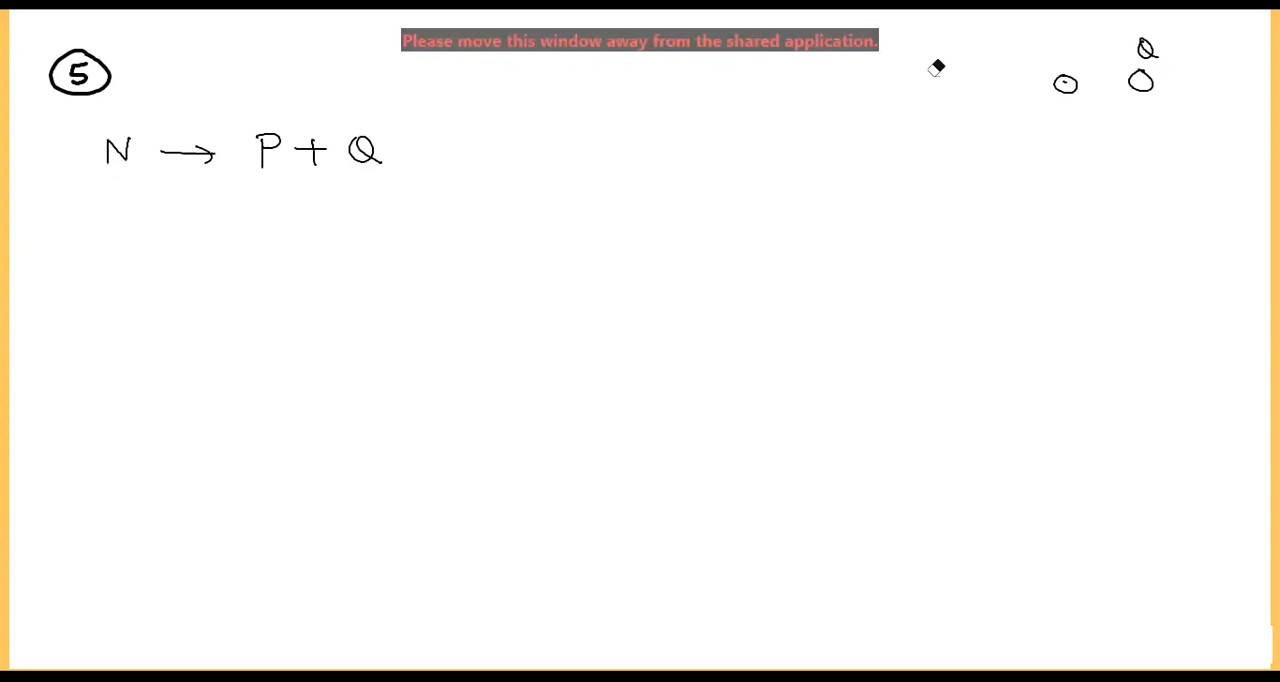 Please move this window away from the shared application.
Q
5
N → P + Q